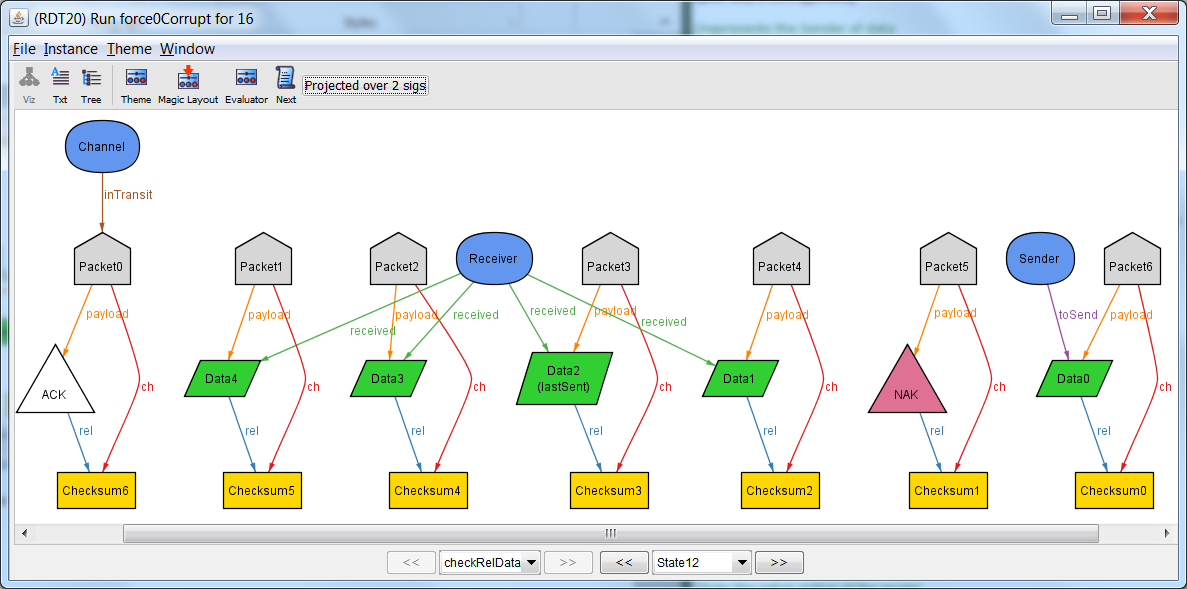 (RDT20) Run force0Corrupt for 16
File Instance Theme Window
Viz Txt Tree Theme Magic Layout Evaluator Next Projected over 2 sigs
Channel
inTransit
Packet0 Packet1 Packet2 Receiver Packet3 Packet4 Packet5 Sender Packet6
payload payload received payload received received payload received payload payload toSend payload
ACK Data4 Data3 Data2 Data1 NAK Data0
(lastSent)
ch ch ch ch ch ch ch
rel rel rel rel rel rel rel
Checksum6 Checksum5 Checksum4 Checksum3 Checksum2 Checksum1 Checksum0
<< checkRelData >> << State12 >>